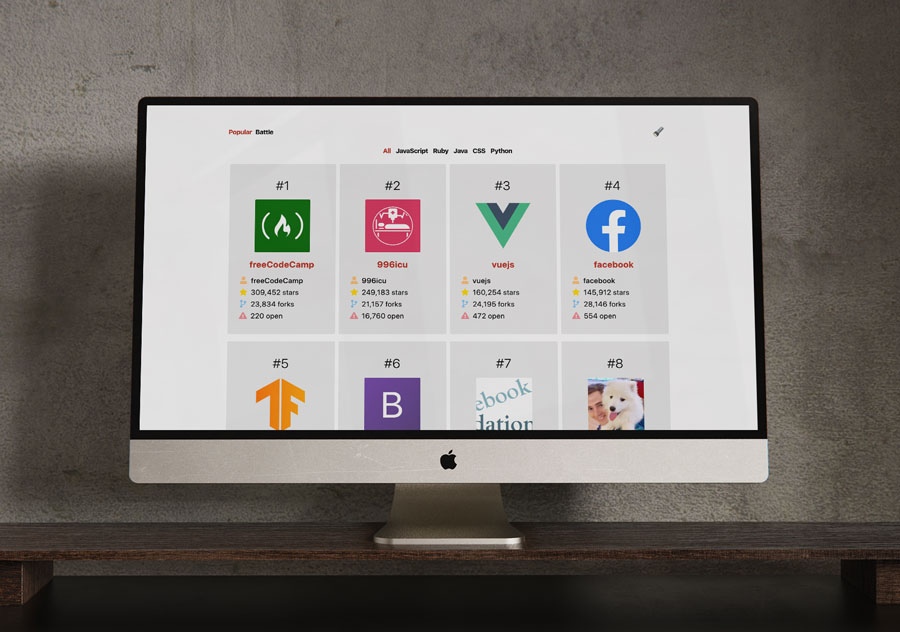 Popular Battle
All JavaScript Ruby Java CSS Python
#1 #2 #3 #4
freeCodeCamp 996icu vuejs facebook
freeCodeCamp 996icu vuejs facebook
309,452 stars 249,183 stars 160,254 stars 145,912 stars
23,834 forks 21,157 forks 24,195 forks 28,146 forks
220 open 16,760 open 472 open 554 open
#5 #6 #7 #8
B ebook
dation